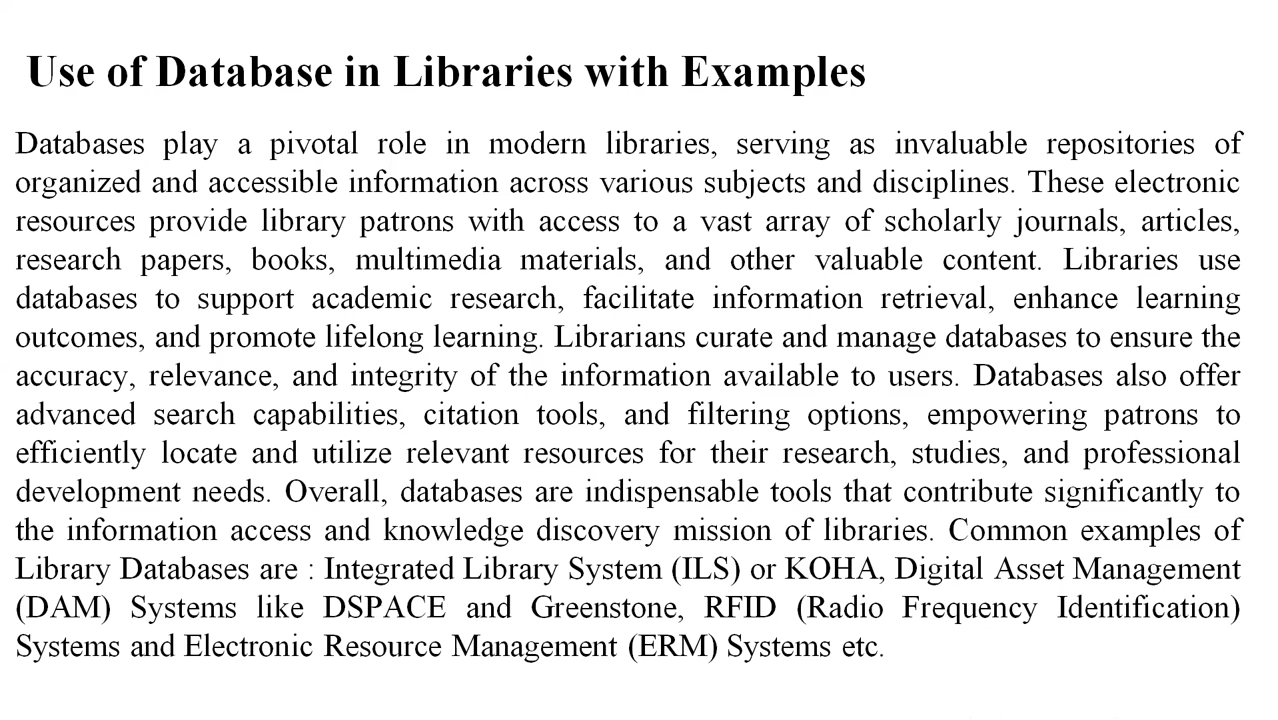 Use of Database in Libraries with Examples
Databases play a pivotal role in modern libraries, serving as invaluable repositories of
organized and accessible information across various subjects and disciplines. These electronic
resources provide library patrons with access to a vast array of scholarly journals, articles,
research papers, books, multimedia materials, and other valuable content. Libraries use
databases to support academic research, facilitate information retrieval, enhance learning
outcomes, and promote lifelong learning. Librarians curate and manage databases to ensure the
accuracy, relevance, and integrity of the information available to users. Databases also offer
advanced search capabilities, citation tools, and filtering options, empowering patrons to
efficiently locate and utilize relevant resources for their research, studies, and professional
development needs. Overall, databases are indispensable tools that contribute significantly to
the information access and knowledge discovery mission of libraries. Common examples of
Library Databases are : Integrated Library System (ILS) or KOHA, Digital Asset Management
(DAM) Systems like DSPACE and Greenstone, RFID (Radio Frequency Identification)
Systems and Electronic Resource Management (ERM) Systems etc.